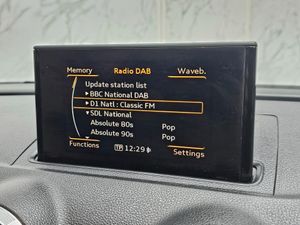 Memory Radio DAB Waveb.
Update station list
BBC National DAB
D1 Natl : Classic FM
SDL National
Absolute 80s Pop
Absolute 90s Pop
Functions TP 12:29 Settings